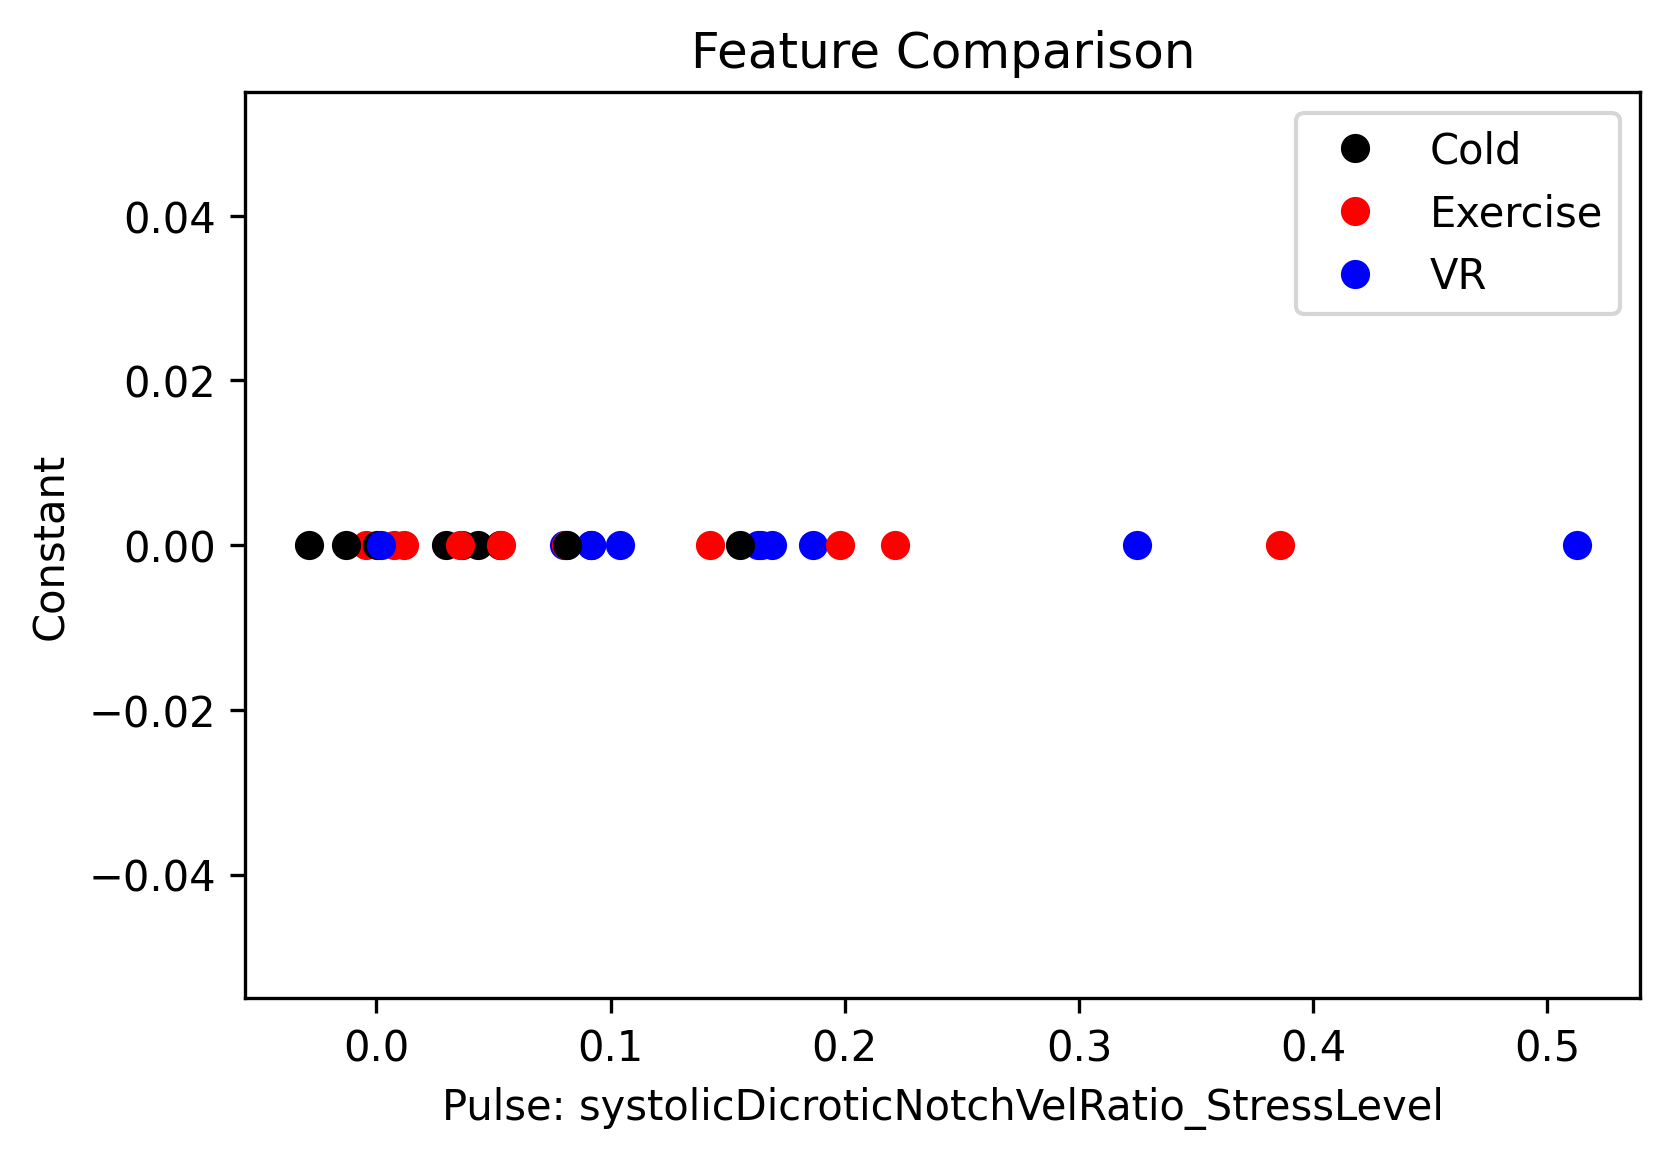 Feature Comparison
Cold
Exercise
VR
0.04
0.02
0.00
−0.02
−0.04
Constant
0.0 0.1 0.2 0.3 0.4 0.5
Pulse: systolicDicroticNotchVelRatio_StressLevel